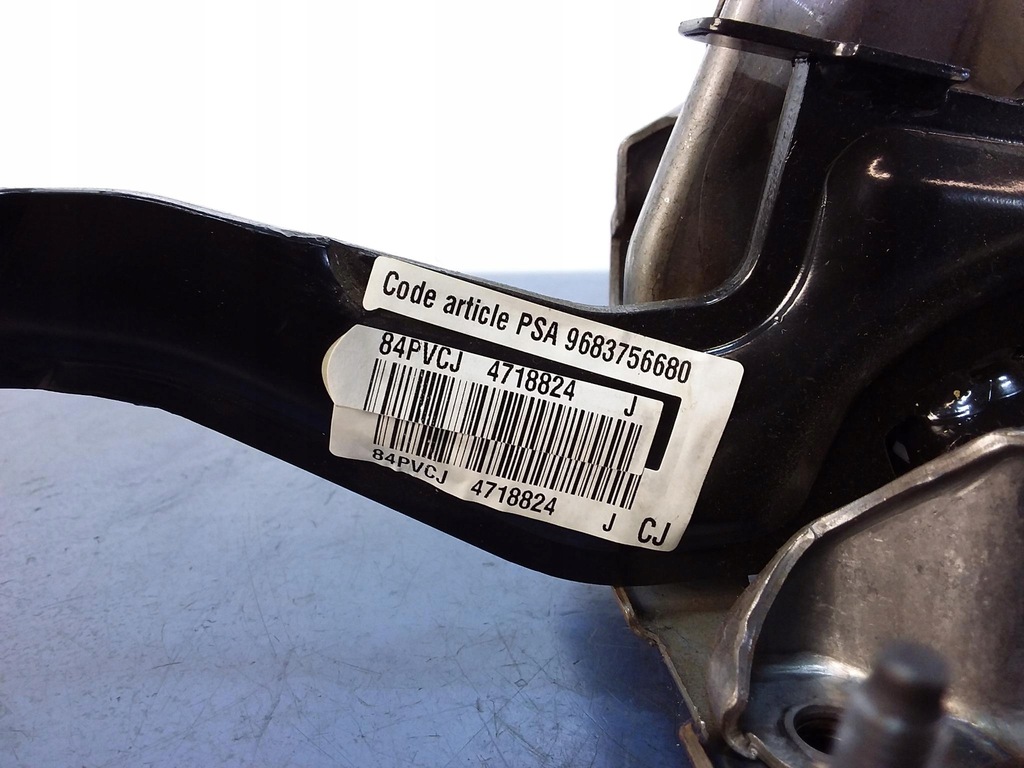 Code article PSA 9683756680
84PVCJ 4718824 J
84PVCJ 4718824 J CJ